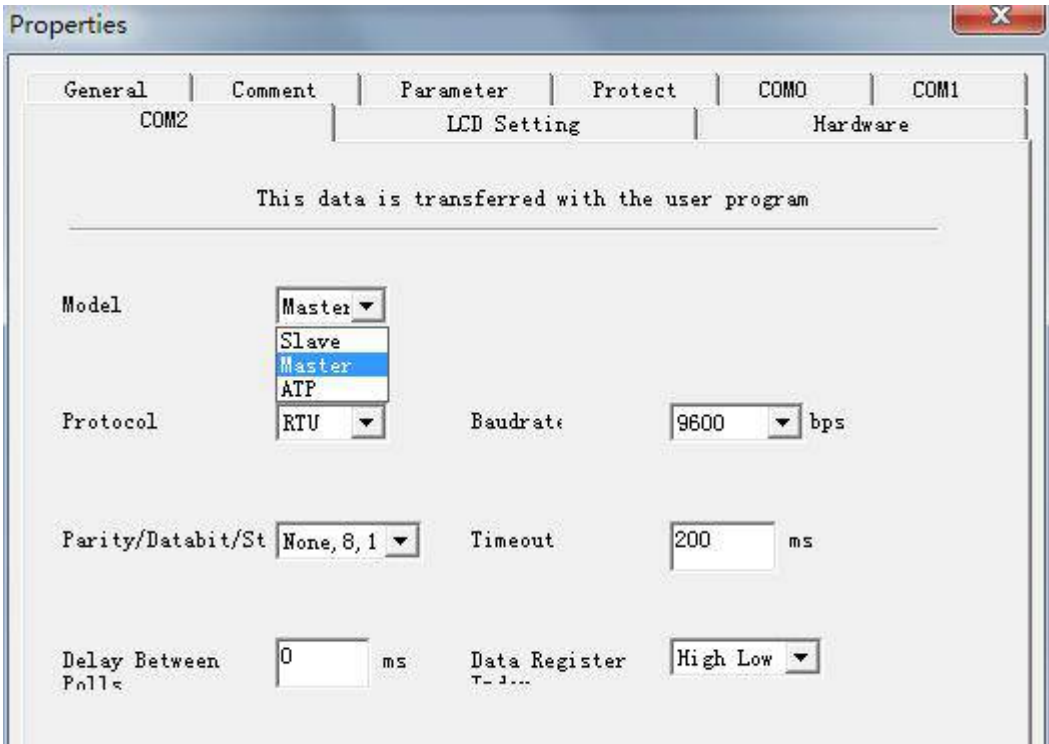 Properties
General Comment Parameter Protect COM0 COM1
COM2 LCD Setting Hardware
This data is transferred with the user program
Model Master
Slave
Master
ATP
Protocol RTU Baudrate 9600 bps
Parity/Databit/St None,8,1 Timeout 200 ms
Delay Between 0 ms Data Register High Low
Polls